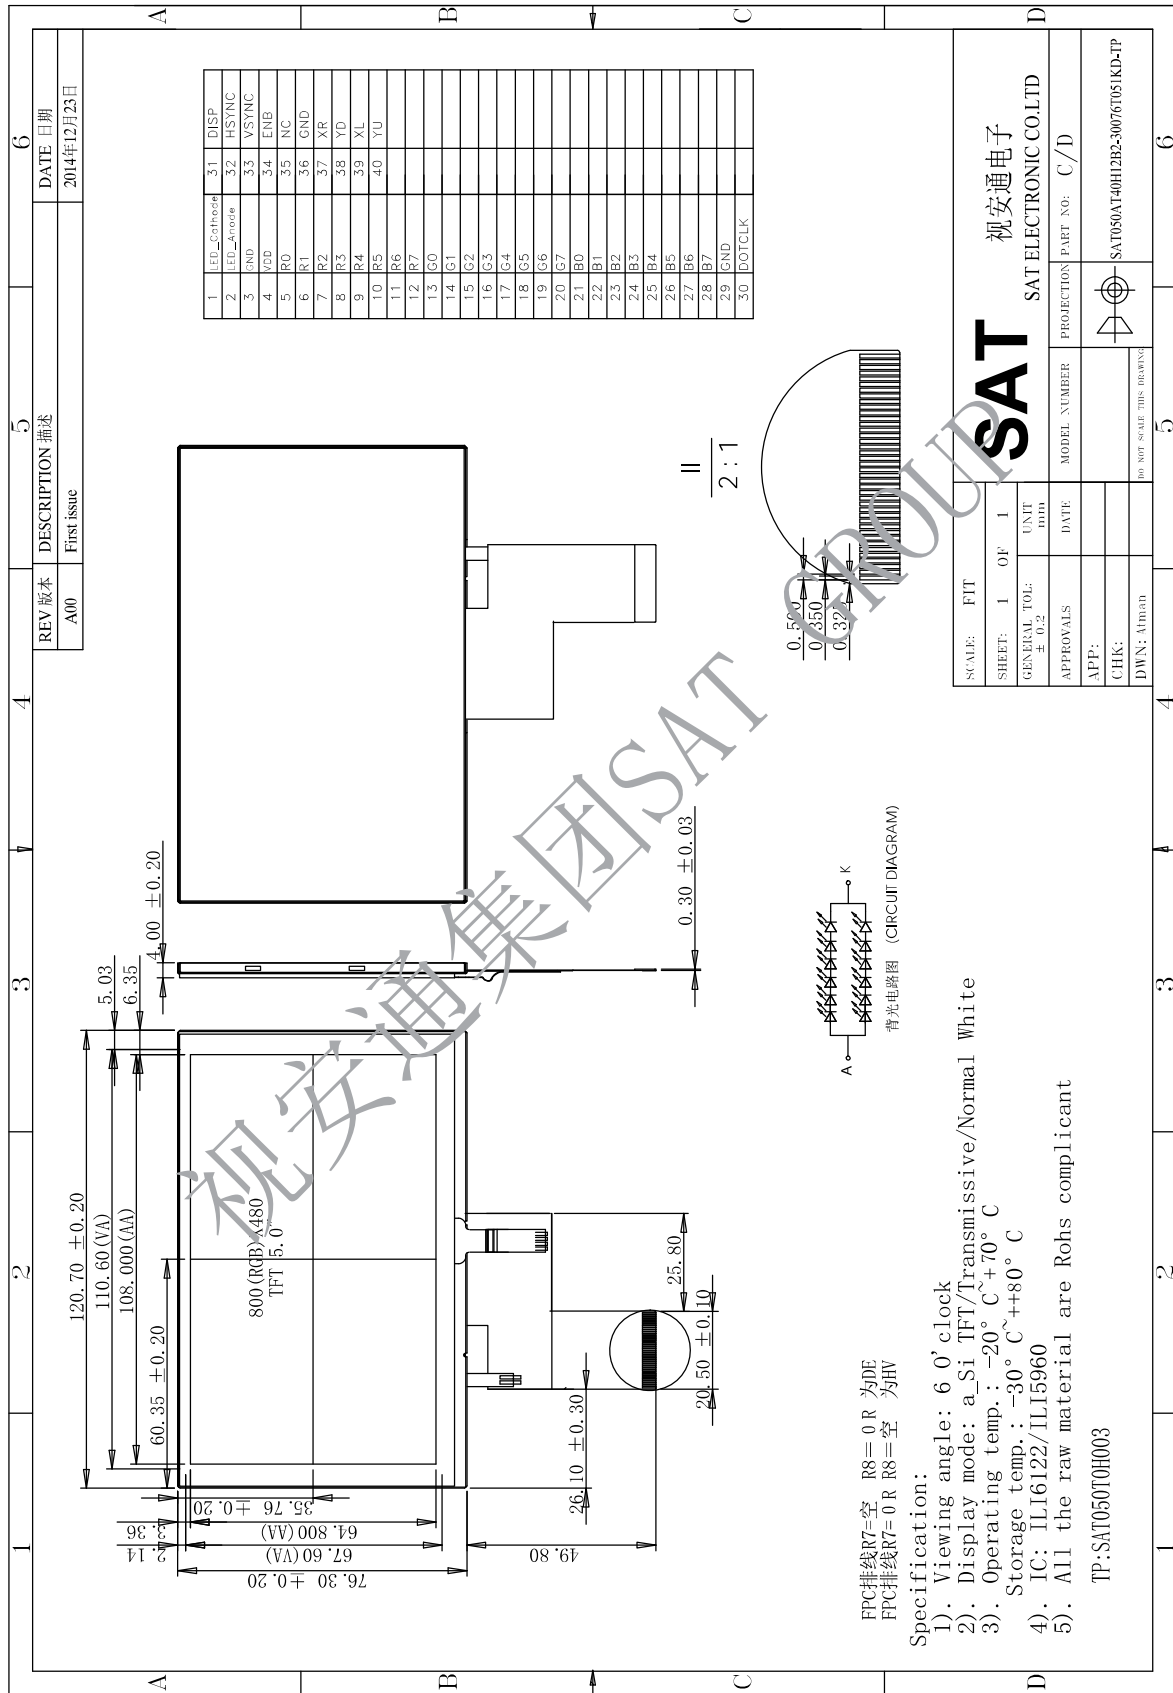 1
2
3
4
5
6
A
B
C
D
REV 版本
DESCRIPTION 描述
DATE 日期
A00
First issue
2014年12月23日
120.70 ±0.20
110.60(VA)
108.000(AA)
60.35 ±0.20
5.03
6.35
4.00 ±0.20
2.14
3.36
35.76 ±0.20
64.800(AA)
67.60(VA)
76.30 ±0.20
800(RGB)X480
TFT 5.0"
49.80
26.10 ±0.30
20.50 ±0.10
25.80
0.30 ±0.03
1 LED_Cathode 31 DISP
2 LED_Anode 32 HSYNC
3 GND 33 VSYNC
4 VDD 34 ENB
5 R0 35 NC
6 R1 36 GND
7 R2 37 XR
8 R3 38 YD
9 R4 39 XL
10 R5 40 YU
11 R6
12 R7
13 G0
14 G1
15 G2
16 G3
17 G4
18 G5
19 G6
20 G7
21 B0
22 B1
23 B2
24 B3
25 B4
26 B5
27 B6
28 B7
29 GND
30 DOTCLK
II
2:1
0.500
0.350
0.32
A
K
背光电路图 (CIRCUIT DIAGRAM)
视安通集团SAT GROUP
FPC排线R7=空 R8=0R 为DE
FPC排线R7=0R R8=空 为HV
Specification:
1). Viewing angle: 6 O'clock
2). Display mode: a_Si TFT/Transmissive/Normal White
3). Operating temp.: -20° C~+70° C
Storage temp.: -30° C~++80° C
4). IC: ILI6122/ILI5960
5). All the raw material are Rohs complicant
TP:SAT050T0H003
SCALE: FIT
SHEET: 1 OF 1
GENERAL TOL: ± 0.2
UNIT mm
APPROVALS
DATE
APP:
CHK:
DWN: Atman
SAT
视安通电子
SAT ELECTRONIC CO.LTD
MODEL NUMBER
PROJECTION
PART NO: C/D
SAT050AT40H12B2-30076T051KD-TP
DO NOT SCALE THIS DRAWING
1
2
3
4
5
6
A
B
C
D